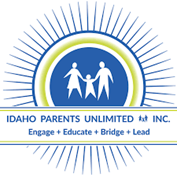 IDAHO PARENTS UNLIMITED INC.
Engage + Educate + Bridge + Lead